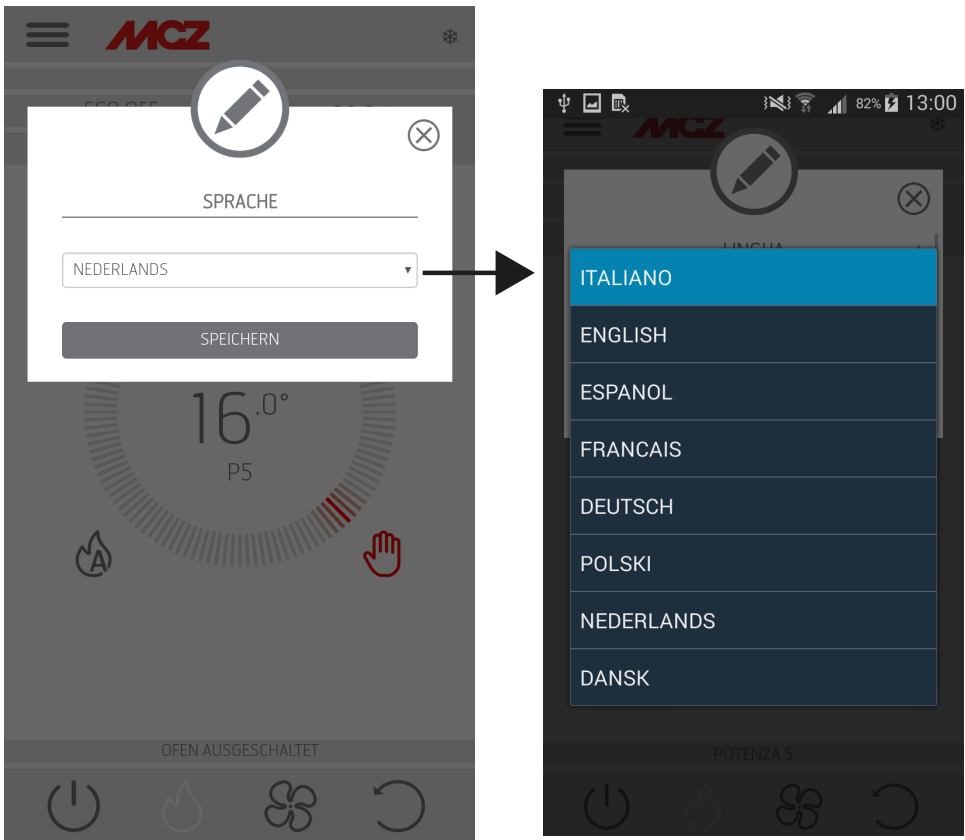 MCZ
ECO OFF
SPRACHE
NEDERLANDS
SPEICHERN
16.0°
P5
A
OFEN AUSGESCHALTET
82% 13:00
MCZ
LINGUA
ITALIANO
ENGLISH
ESPANOL
FRANCAIS
DEUTSCH
POLSKI
NEDERLANDS
DANSK
POTENZA 5